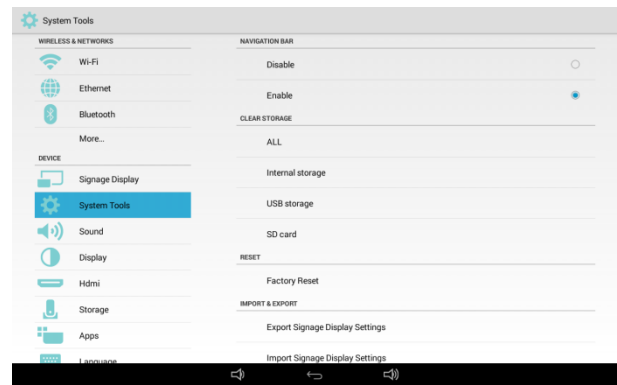 System Tools
WIRELESS & NETWORKS
Wi-Fi
Ethernet
Bluetooth
More...
DEVICE
Signage Display
System Tools
Sound
Display
Hdmi
Storage
Apps
Language
NAVIGATION BAR
Disable
Enable
CLEAR STORAGE
ALL
Internal storage
USB storage
SD card
RESET
Factory Reset
IMPORT & EXPORT
Export Signage Display Settings
Import Signage Display Settings